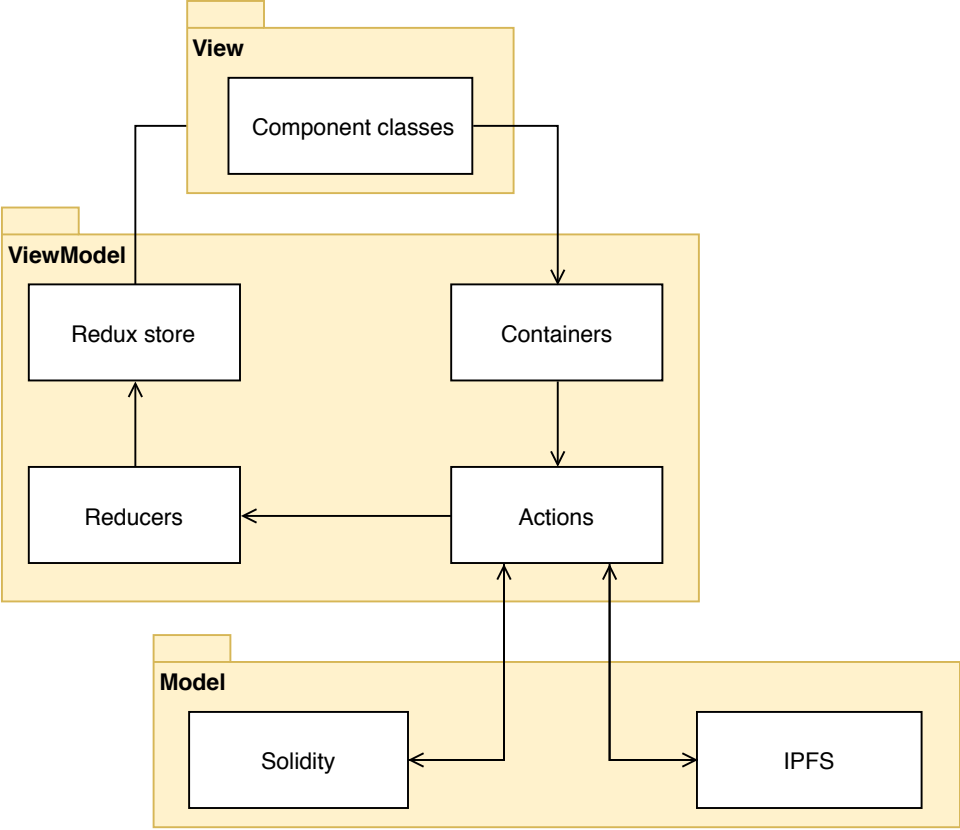 View
Component classes
ViewModel
Redux store
Containers
Reducers
Actions
Model
Solidity
IPFS